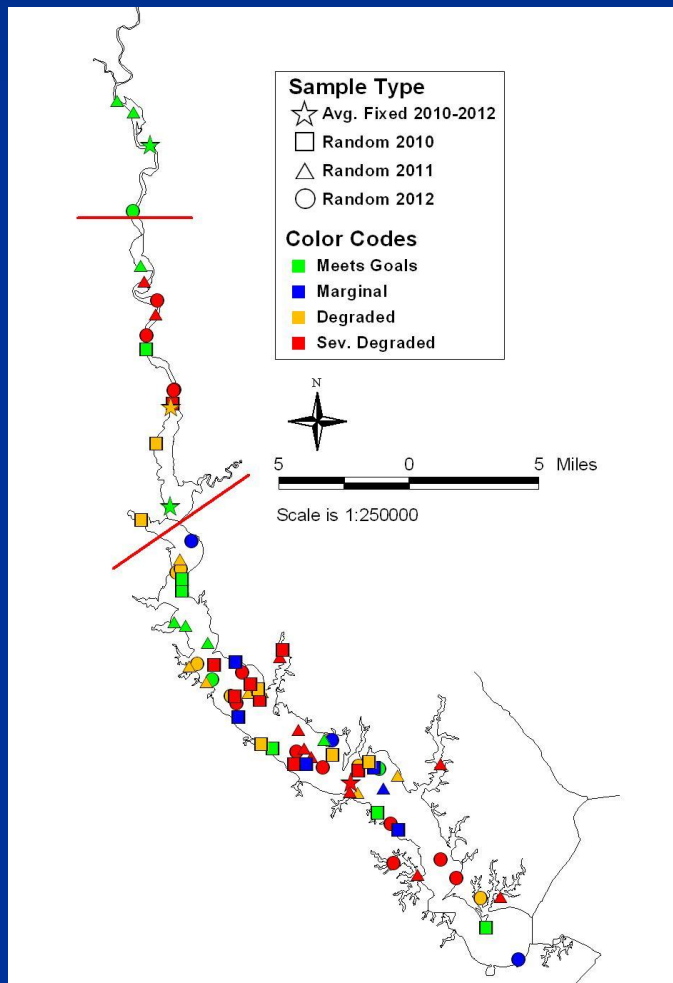 Sample Type
Avg. Fixed 2010-2012
Random 2010
Random 2011
Random 2012
Color Codes
Meets Goals
Marginal
Degraded
Sev. Degraded
N
5 0 5 Miles
Scale is 1:250000